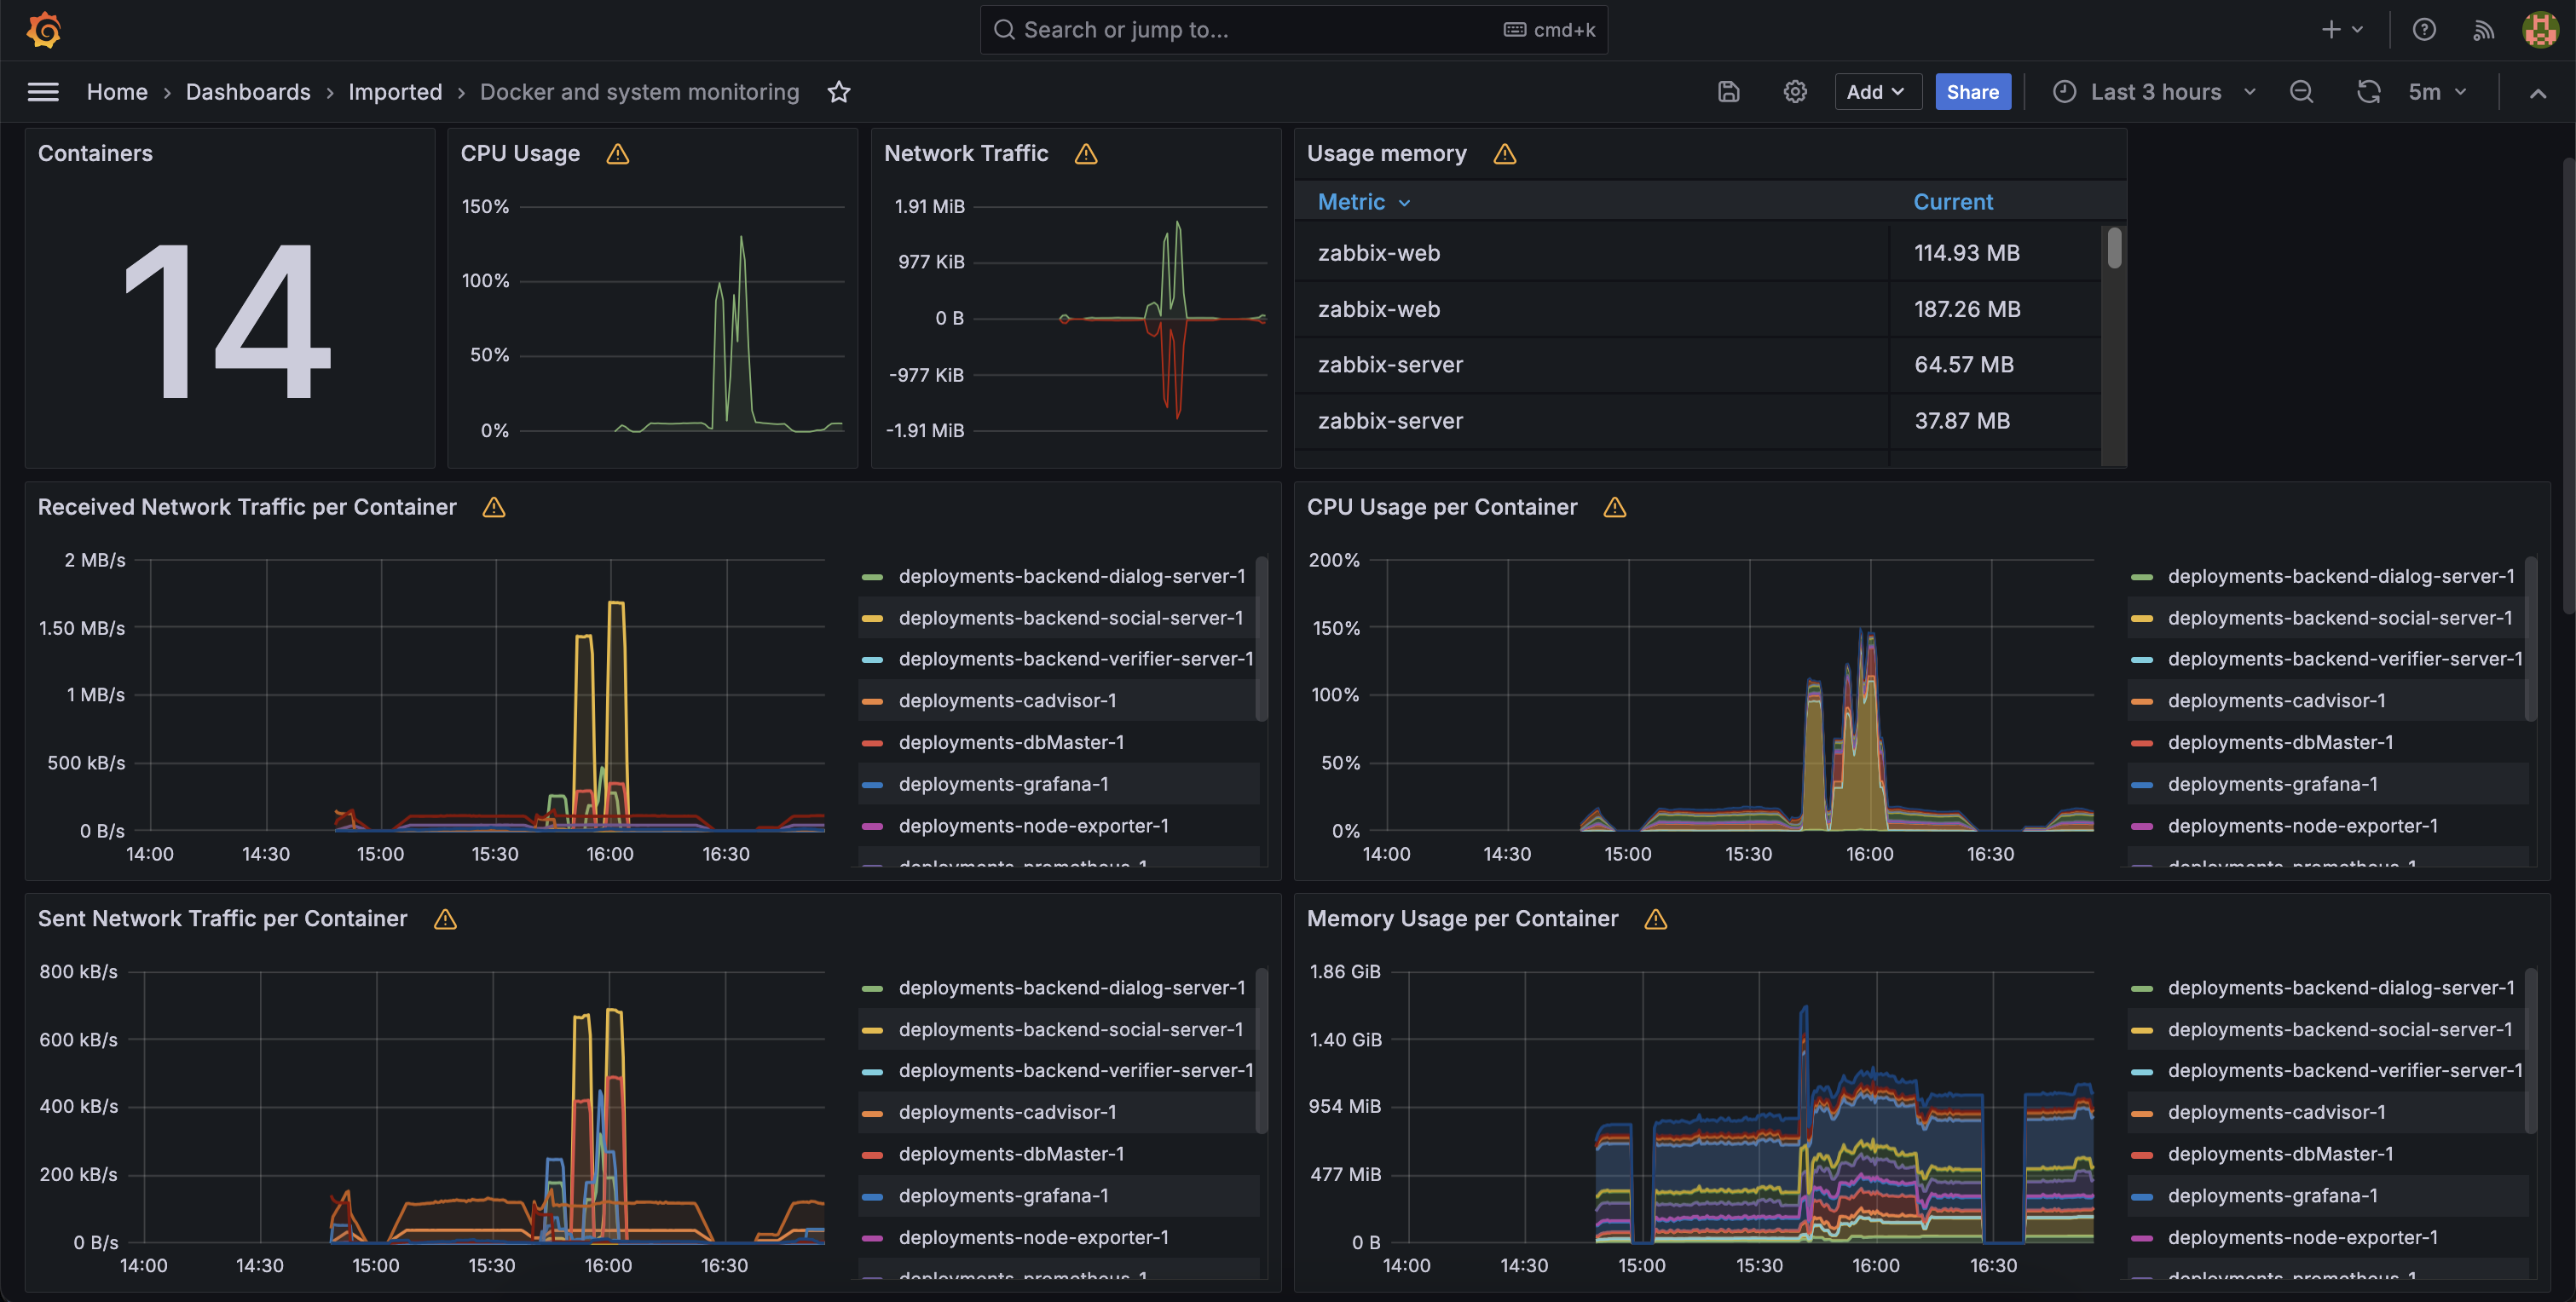 Search or jump to...
cmd+k
Home
Dashboards
Imported
Docker and system monitoring
Add
Share
Last 3 hours
5m
Containers
14
CPU Usage
150%
100%
50%
0%
Network Traffic
1.91 MiB
977 KiB
0 B
-977 KiB
-1.91 MiB
Usage memory
Metric Current
zabbix-web 114.93 MB
zabbix-web 187.26 MB
zabbix-server 64.57 MB
zabbix-server 37.87 MB
Received Network Traffic per Container
2 MB/s
1.50 MB/s
1 MB/s
500 kB/s
0 B/s
14:00 14:30 15:00 15:30 16:00 16:30
deployments-backend-dialog-server-1
deployments-backend-social-server-1
deployments-backend-verifier-server-1
deployments-cadvisor-1
deployments-dbMaster-1
deployments-grafana-1
deployments-node-exporter-1
deployments-prometheus-1
CPU Usage per Container
200%
150%
100%
50%
0%
14:00 14:30 15:00 15:30 16:00 16:30
deployments-backend-dialog-server-1
deployments-backend-social-server-1
deployments-backend-verifier-server-1
deployments-cadvisor-1
deployments-dbMaster-1
deployments-grafana-1
deployments-node-exporter-1
deployments-prometheus-1
Sent Network Traffic per Container
800 kB/s
600 kB/s
400 kB/s
200 kB/s
0 B/s
14:00 14:30 15:00 15:30 16:00 16:30
deployments-backend-dialog-server-1
deployments-backend-social-server-1
deployments-backend-verifier-server-1
deployments-cadvisor-1
deployments-dbMaster-1
deployments-grafana-1
deployments-node-exporter-1
deployments-prometheus-1
Memory Usage per Container
1.86 GiB
1.40 GiB
954 MiB
477 MiB
0 B
14:00 14:30 15:00 15:30 16:00 16:30
deployments-backend-dialog-server-1
deployments-backend-social-server-1
deployments-backend-verifier-server-1
deployments-cadvisor-1
deployments-dbMaster-1
deployments-grafana-1
deployments-node-exporter-1
deployments-prometheus-1